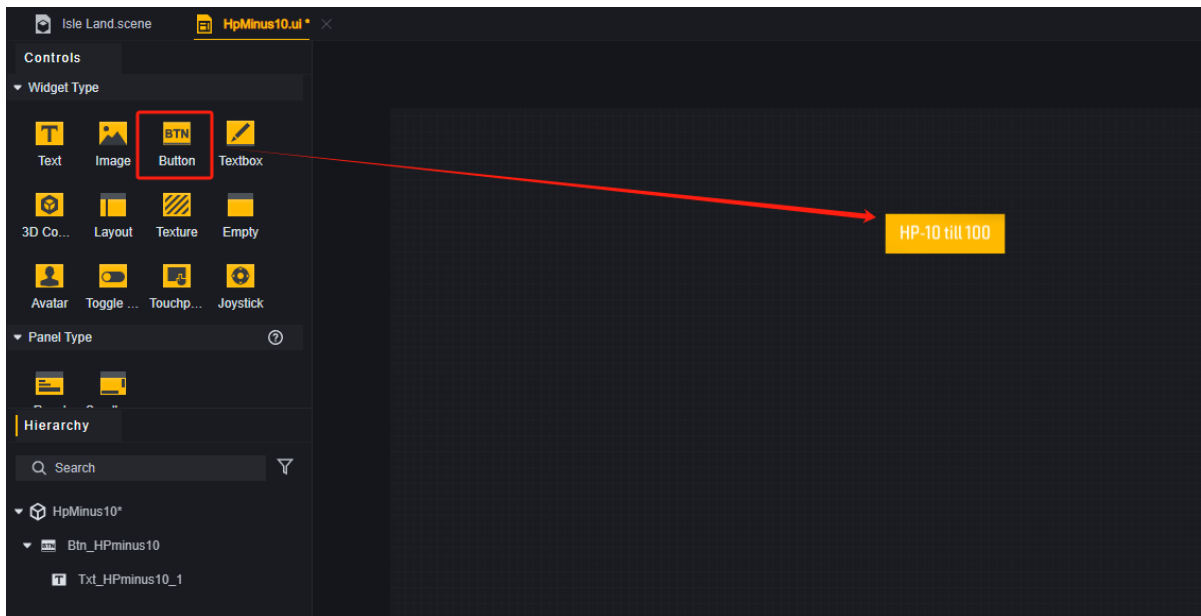 Isle Land.scene HpMinus10.ui *
Controls
Widget Type
T BTN
Text Image Button Textbox
3D Co... Layout Texture Empty
Avatar Toggle ... Touchp... Joystick
HP-10 till 100
Panel Type
Hierarchy
Search
HpMinus10*
BTN Btn_HPminus10
T Txt_HPminus10_1